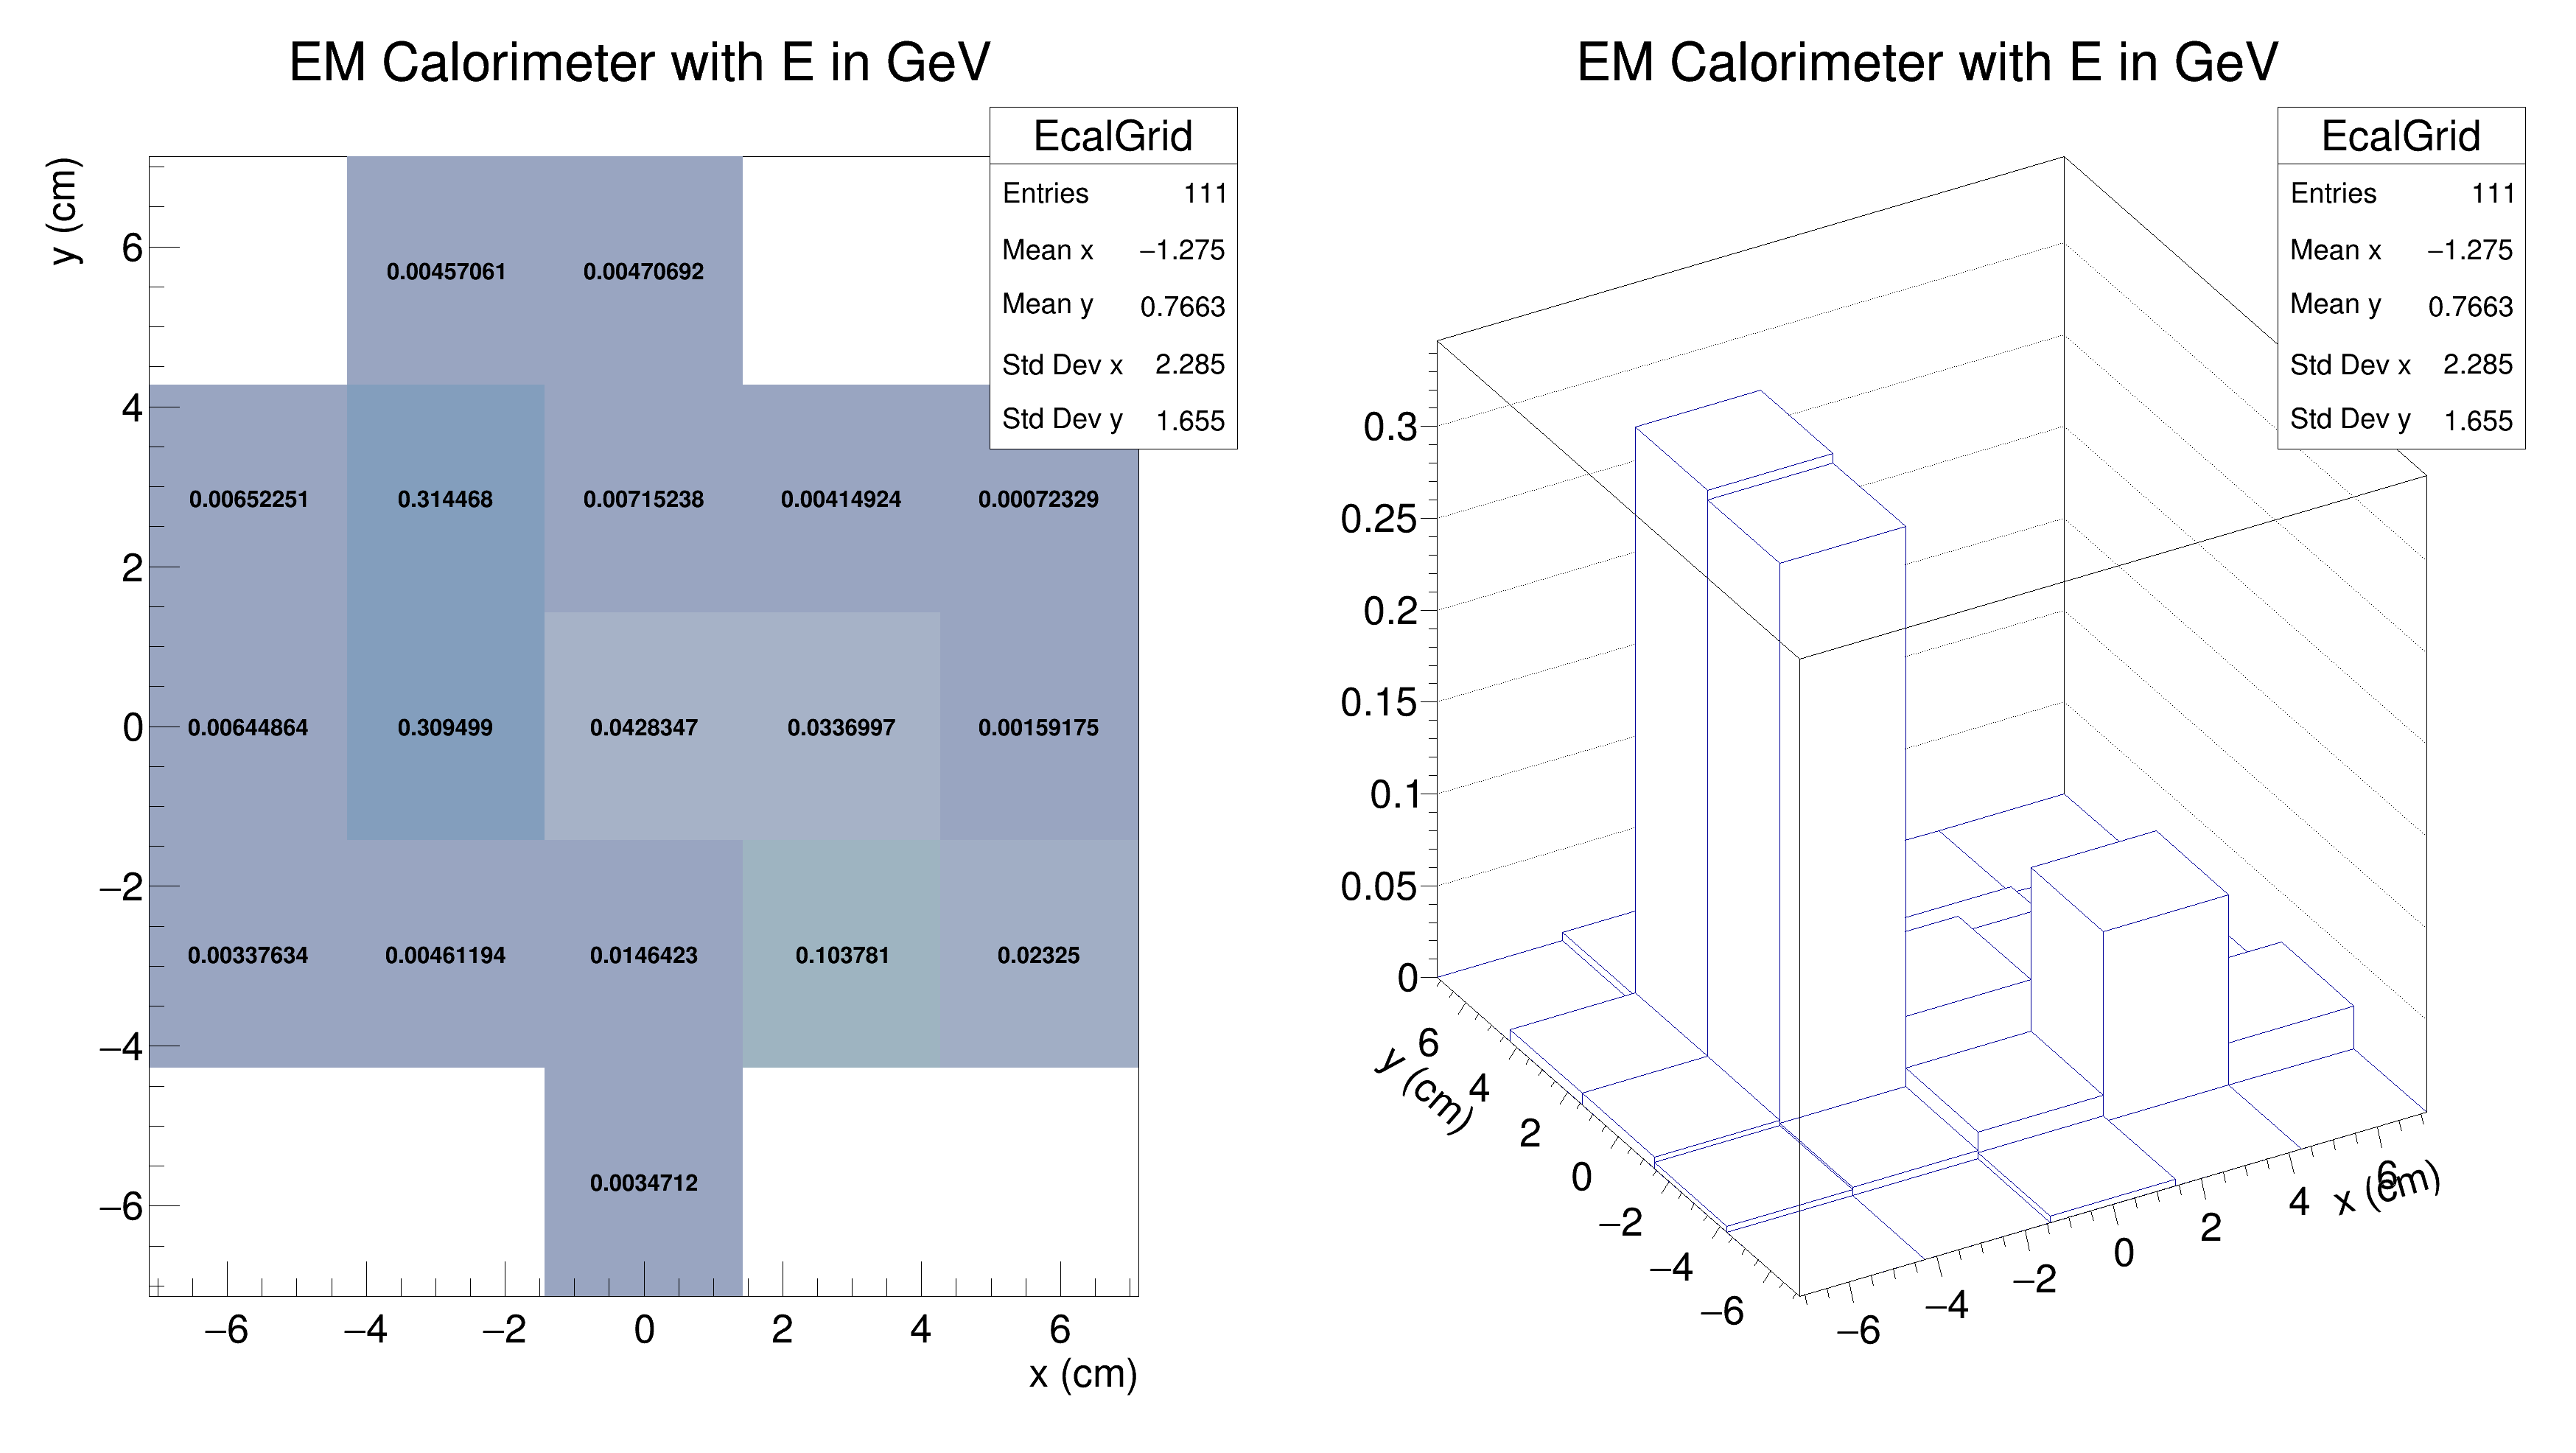 EM Calorimeter with E in GeV
EcalGrid
Entries 111
Mean x −1.275
Mean y 0.7663
Std Dev x 2.285
Std Dev y 1.655
y (cm)
6
4
2
0
−2
−4
−6
0.00457061 0.00470692
0.00652251 0.314468 0.00715238 0.00414924 0.00072329
0.00644864 0.309499 0.0428347 0.0336997 0.00159175
0.00337634 0.00461194 0.0146423 0.103781 0.02325
0.0034712
−6 −4 −2 0 2 4 6
x (cm)
EM Calorimeter with E in GeV
EcalGrid
Entries 111
Mean x −1.275
Mean y 0.7663
Std Dev x 2.285
Std Dev y 1.655
0.3
0.25
0.2
0.15
0.1
0.05
0
y (cm)
6
4
2
0
−2
−4
−6
−6 −4 −2 0 2 4 6
x (cm)